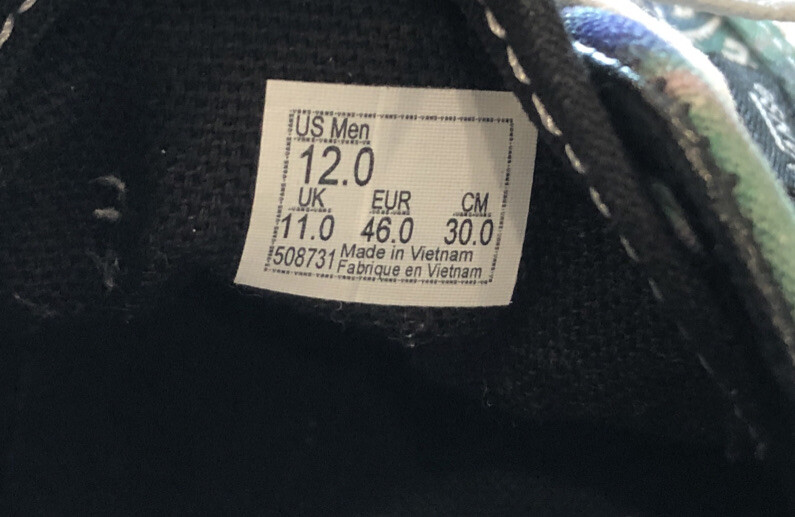 US Men
12.0
UK EUR CM
11.0 46.0 30.0
508731 Made in Vietnam
Fabrique en Vietnam